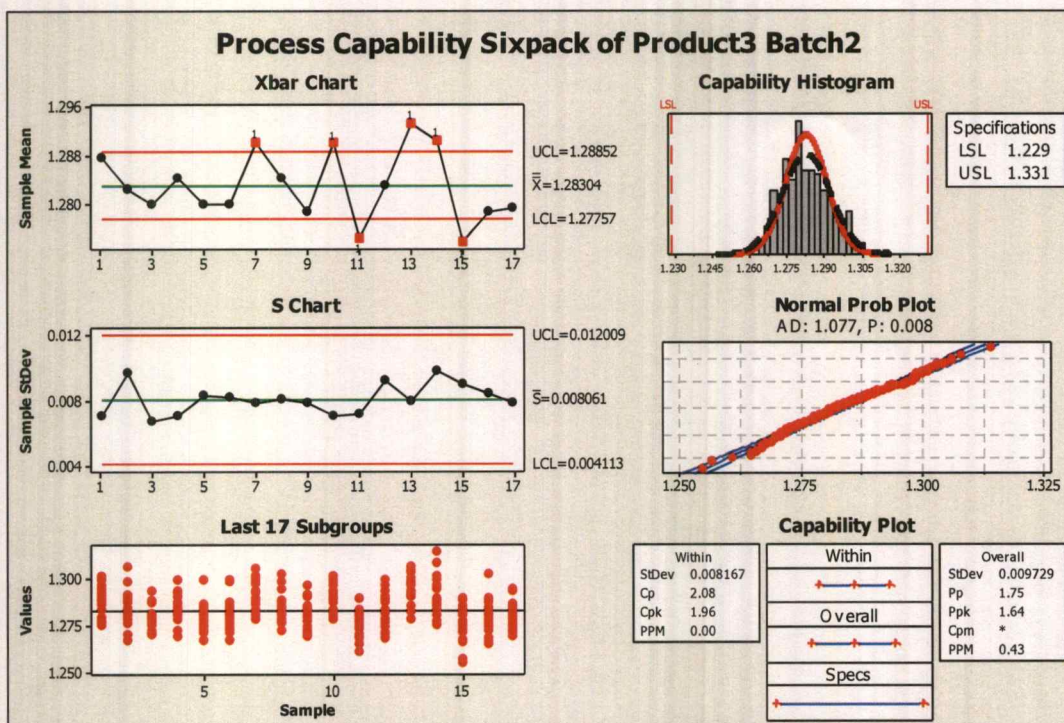 Process Capability Sixpack of Product3 Batch2
Xbar Chart
Sample Mean
1.296
1.288
1.280
1 3 5 7 9 11 13 15 17
1 1 1 1
UCL=1.28852
X=1.28304
LCL=1.27757
S Chart
Sample StDev
0.012
0.008
0.004
1 3 5 7 9 11 13 15 17
UCL=0.012009
S=0.008061
LCL=0.004113
Last 17 Subgroups
Values
1.300
1.275
1.250
5 10 15
Sample
Capability Histogram
LSL USL
1.230 1.245 1.260 1.275 1.290 1.305 1.320
Specifications
LSL 1.229
USL 1.331
Normal Prob Plot
AD: 1.077, P: 0.008
1.250 1.275 1.300 1.325
Capability Plot
Within
StDev 0.008167
Cp 2.08
Cpk 1.96
PPM 0.00
Within
Overall
Specs
Overall
StDev 0.009729
Pp 1.75
Ppk 1.64
Cpm *
PPM 0.43